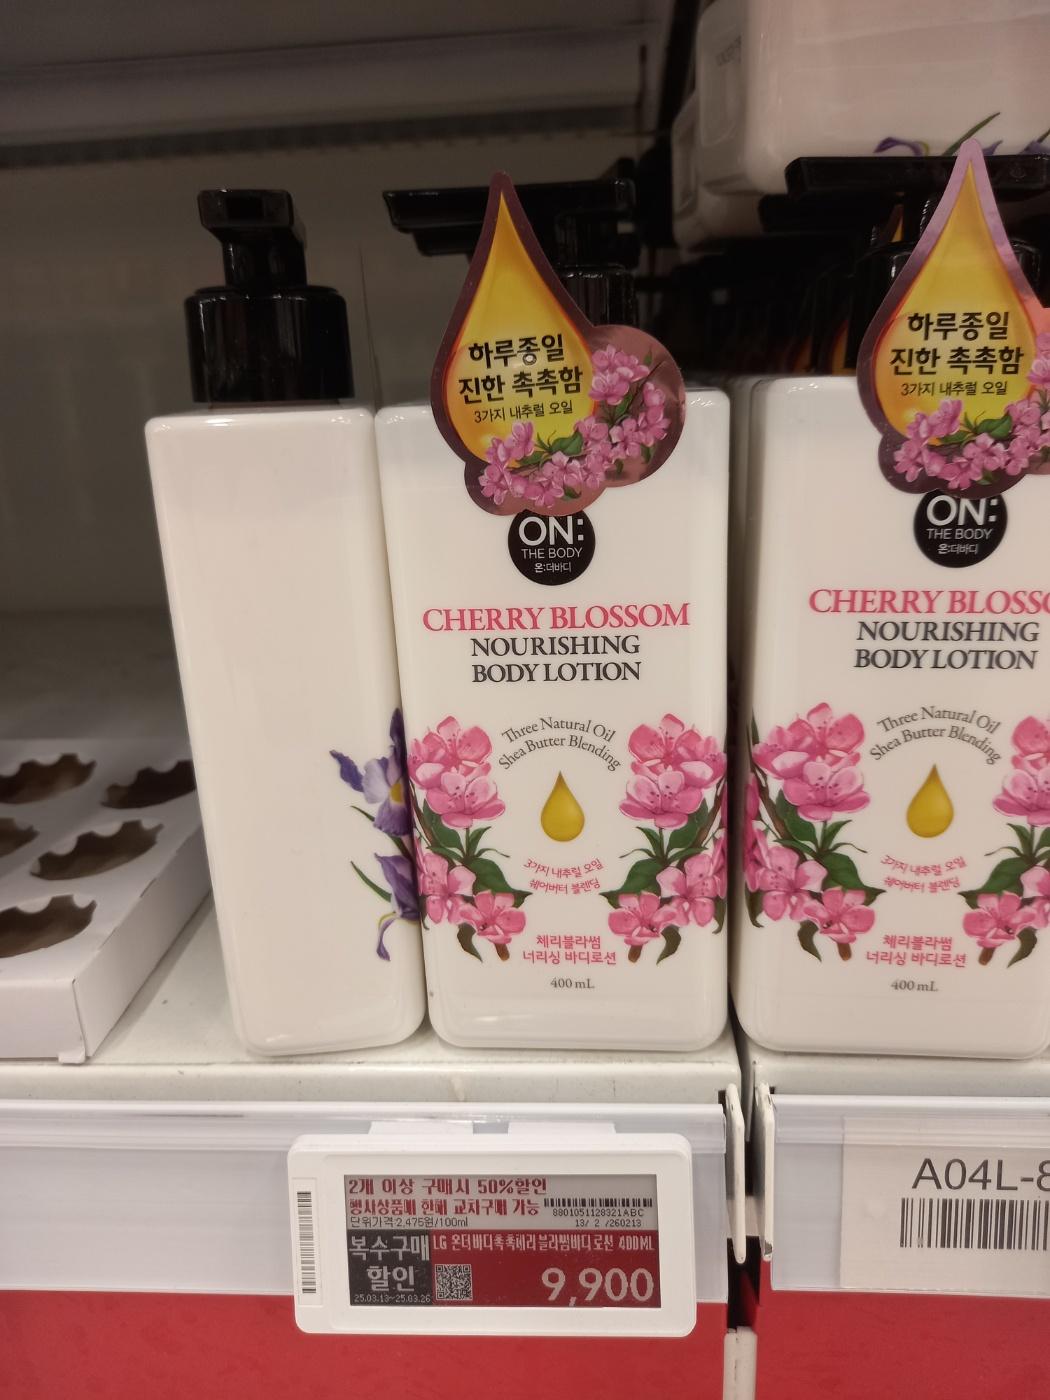 하루종일
진한 촉촉함
3가지 내추럴 오일
ON:
THE BODY
온:더바디
CHERRY BLOSSOM
NOURISHING
BODY LOTION
Three Natural Oil
Shea Butter Blending
3가지 내추럴 오일
쉐어버터 블렌딩
체리블라썸
너리싱 바디로션
400 mL
하루종일
진한 촉촉함
3가지 내추럴 오일
ON:
THE BODY
온:더바디
CHERRY BLOSSO
NOURISHING
BODY LOTION
Three Natural Oil
Shea Butter Blending
3가지 내추럴 오일
쉐어버터 블렌딩
체리블라썸
너리싱 바디로션
400 mL
2개 이상 구매시 50%할인
행사상품에 한해 교차구매 가능
8801051128321ABC
단위가격:2,475원/100ml
13/ 2 /260213
복수구매
할인
25.03.13~25.03.26
LG 온더바디촉촉체리블라썸바디로션 400ML
9,900
A04L-8